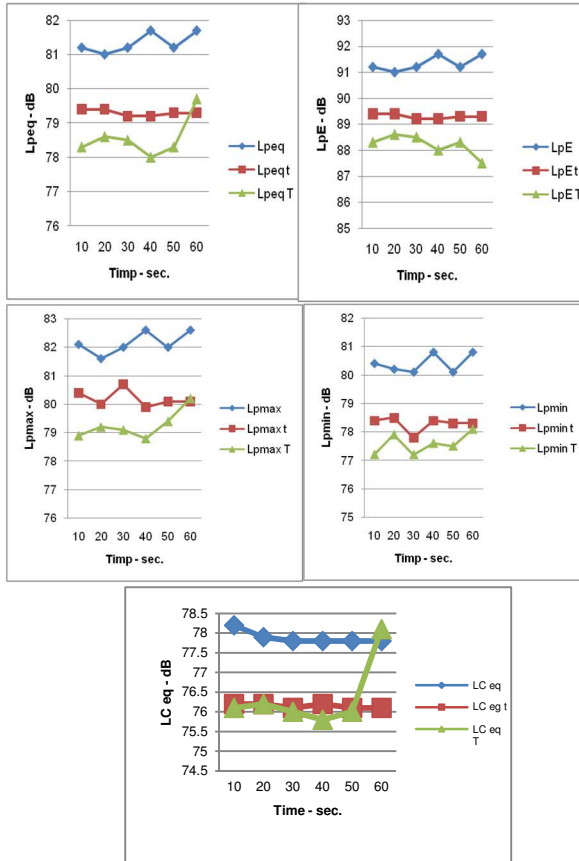 82
81
80
79
78
77
76
Lpeq - dB
10 20 30 40 50 60
Timp - sec.
Lpeq
Lpeq t
Lpeq T
93
92
91
90
89
88
87
86
85
LpE - dB
10 20 30 40 50 60
Timp - sec.
LpE
LpE t
LpE T
83
82
81
80
79
78
77
76
Lpmax - dB
10 20 30 40 50 60
Timp - sec.
Lpmax
Lpmax t
Lpmax T
82
81
80
79
78
77
76
75
Lpmin - dB
10 20 30 40 50 60
Timp - sec.
Lpmin
Lpmin t
Lpmin T
78.5
78
77.5
77
76.5
76
75.5
75
74.5
LC eq - dB
10 20 30 40 50 60
Time - sec.
LC eq
LC eg t
LC eq
T